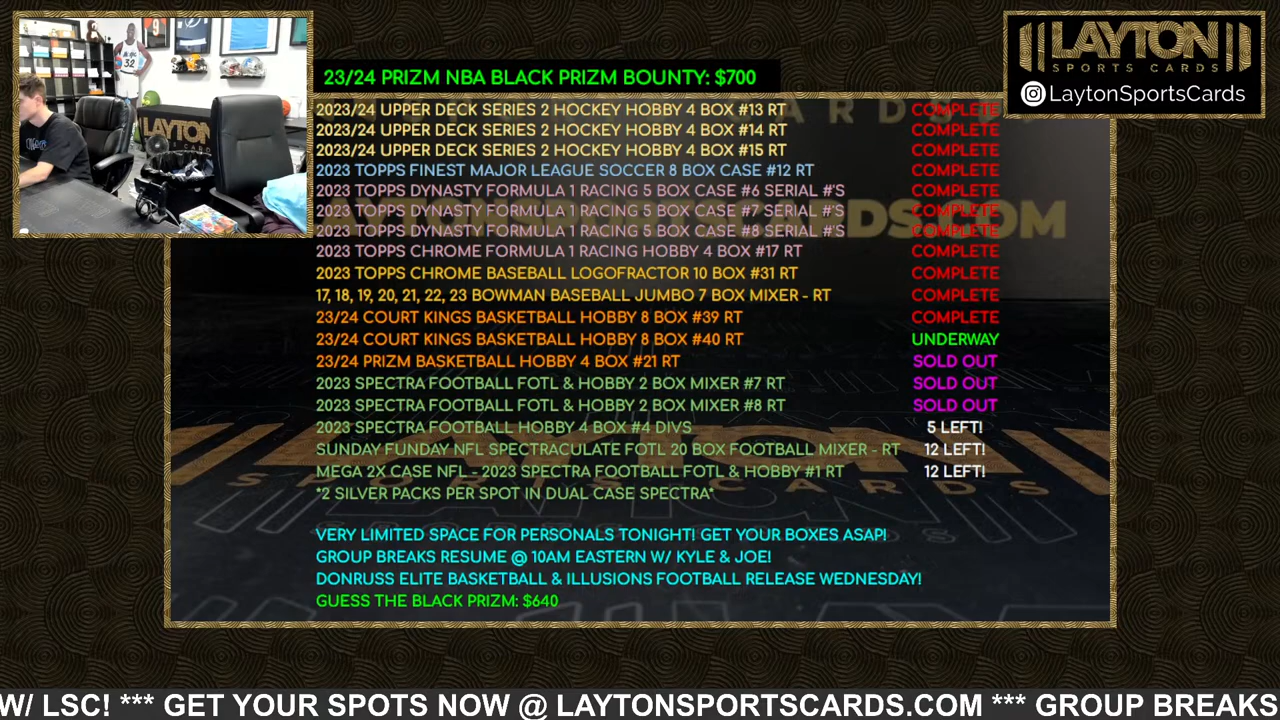 LAYTON
SPORTS CARDS
LaytonSportsCards
32
9
LAYTON
23/24 PRIZM NBA BLACK PRIZM BOUNTY: $700
2023/24 UPPER DECK SERIES 2 HOCKEY HOBBY 4 BOX #13 RT COMPLETE
2023/24 UPPER DECK SERIES 2 HOCKEY HOBBY 4 BOX #14 RT COMPLETE
2023/24 UPPER DECK SERIES 2 HOCKEY HOBBY 4 BOX #15 RT COMPLETE
2023 TOPPS FINEST MAJOR LEAGUE SOCCER 8 BOX CASE #12 RT COMPLETE
2023 TOPPS DYNASTY FORMULA 1 RACING 5 BOX CASE #6 SERIAL #'S COMPLETE
2023 TOPPS DYNASTY FORMULA 1 RACING 5 BOX CASE #7 SERIAL #'S COMPLETE
2023 TOPPS DYNASTY FORMULA 1 RACING 5 BOX CASE #8 SERIAL #'S COMPLETE
2023 TOPPS CHROME FORMULA 1 RACING HOBBY 4 BOX #17 RT COMPLETE
2023 TOPPS CHROME BASEBALL LOGOFRACTOR 10 BOX #31 RT COMPLETE
17, 18, 19, 20, 21, 22, 23 BOWMAN BASEBALL JUMBO 7 BOX MIXER - RT COMPLETE
23/24 COURT KINGS BASKETBALL HOBBY 8 BOX #39 RT COMPLETE
23/24 COURT KINGS BASKETBALL HOBBY 8 BOX #40 RT UNDERWAY
23/24 PRIZM BASKETBALL HOBBY 4 BOX #21 RT SOLD OUT
2023 SPECTRA FOOTBALL FOTL & HOBBY 2 BOX MIXER #7 RT SOLD OUT
2023 SPECTRA FOOTBALL FOTL & HOBBY 2 BOX MIXER #8 RT SOLD OUT
2023 SPECTRA FOOTBALL HOBBY 4 BOX #4 DIVS 5 LEFT!
SUNDAY FUNDAY NFL SPECTRACULATE FOTL 20 BOX FOOTBALL MIXER - RT 12 LEFT!
MEGA 2X CASE NFL - 2023 SPECTRA FOOTBALL FOTL & HOBBY #1 RT 12 LEFT!
*2 SILVER PACKS PER SPOT IN DUAL CASE SPECTRA*
VERY LIMITED SPACE FOR PERSONALS TONIGHT! GET YOUR BOXES ASAP!
GROUP BREAKS RESUME @ 10AM EASTERN W/ KYLE & JOE!
DONRUSS ELITE BASKETBALL & ILLUSIONS FOOTBALL RELEASE WEDNESDAY!
GUESS THE BLACK PRIZM: $640
W/ LSC! *** GET YOUR SPOTS NOW @ LAYTONSPORTSCARDS.COM *** GROUP BREAKS